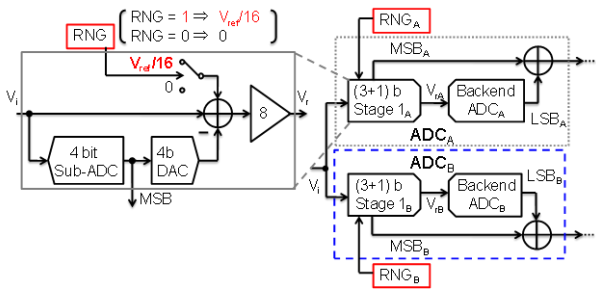 RNG
RNG = 1 ⇒ Vref/16
RNG = 0 ⇒ 0
Vref/16
0
Vi
8
Vr
4 bit
Sub-ADC
4b
DAC
MSB
RNGA
MSBA
(3+1) b
Stage 1A
VrA
Backend
ADCA
LSBA
ADCA
Vi
ADCB
(3+1) b
Stage 1B
VrB
Backend
ADCB
LSBB
MSBB
RNGB